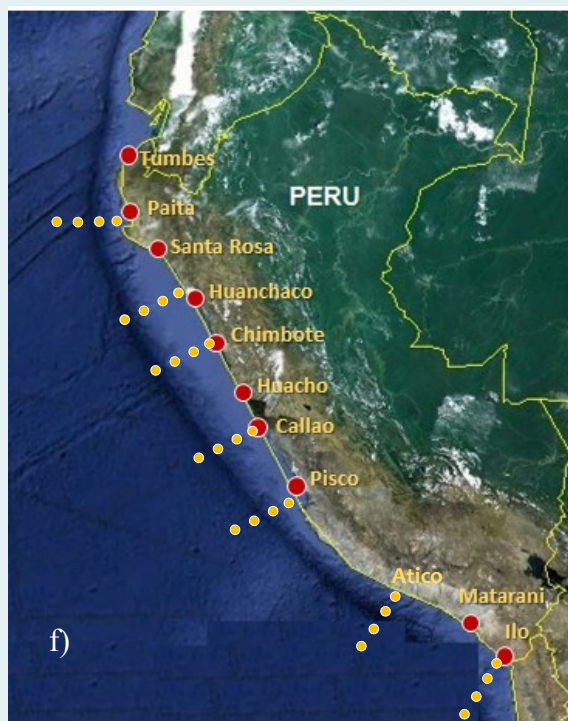 Tumbes
PERU
Paita
Santa Rosa
Huanchaco
Chimbote
Huacho
Callao
Pisco
Atico
Matarani
Ilo
f)